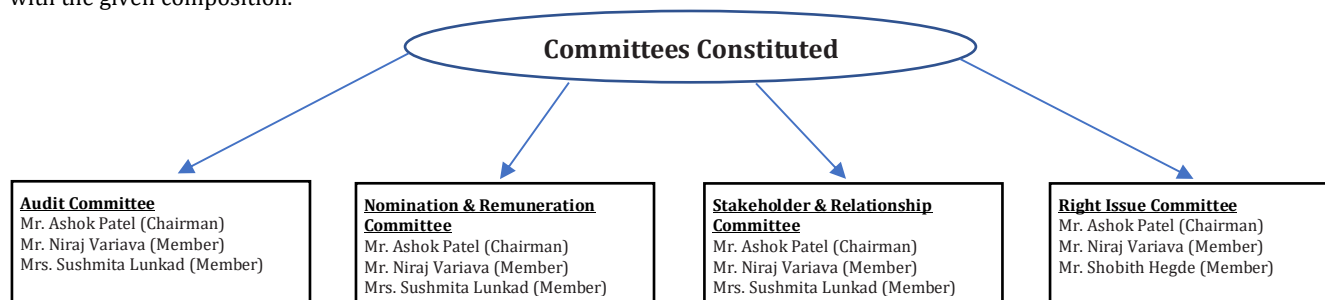 with the given composition.
Committees Constituted
Audit Committee
Mr. Ashok Patel (Chairman)
Mr. Niraj Variava (Member)
Mrs. Sushmita Lunkad (Member)
Nomination & Remuneration
Committee
Mr. Ashok Patel (Chairman)
Mr. Niraj Variava (Member)
Mrs. Sushmita Lunkad (Member)
Stakeholder & Relationship
Committee
Mr. Ashok Patel (Chairman)
Mr. Niraj Variava (Member)
Mrs. Sushmita Lunkad (Member)
Right Issue Committee
Mr. Ashok Patel (Chairman)
Mr. Niraj Variava (Member)
Mr. Shobith Hegde (Member)